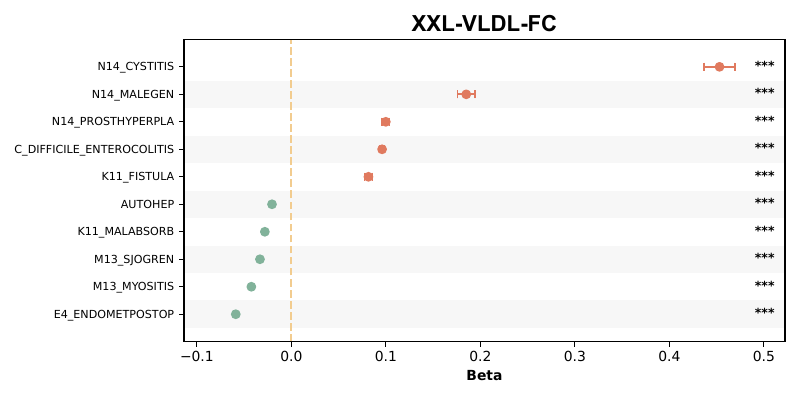 XXL-VLDL-FC
N14_CYSTITIS ***
N14_MALEGEN ***
N14_PROSTHYPERPLA ***
C_DIFFICILE_ENTEROCOLITIS ***
K11_FISTULA ***
AUTOHEP ***
K11_MALABSORB ***
M13_SJOGREN ***
M13_MYOSITIS ***
E4_ENDOMETPOSTOP ***
−0.1 0.0 0.1 0.2 0.3 0.4 0.5
Beta